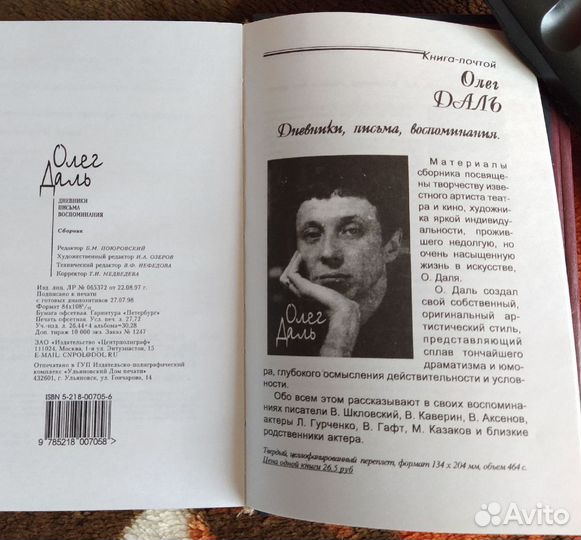 Олег
Даль
ДНЕВНИКИ
ПИСЬМА
ВОСПОМИНАНИЯ
Сборник
Редактор Б.М. ПОЮРОВСКИЙ
Художественный редактор И.А. ОЗЕРОВ
Технический редактор В.Ф. НЕФЕДОВА
Корректор Т.И. МЕДВЕДЕВА
Изд. лиц. ЛР № 065372 от 22.08.97 г.
Подписано к печати
с готовых диапозитивов 27.07.98
Формат 84х108¹/₃₂
Бумага офсетная. Гарнитура «Петербург»
Печать офсетная. Усл. печ. л. 27,72
Уч.-изд. л. 26,44+4 альбома=30,28
Доп. тираж 10 000 экз. Заказ № 1247
ЗАО «Издательство «Центрполиграф»
111024, Москва, 1-я ул. Энтузиастов, 15
E-MAIL: CNPOL@DOL.RU
Отпечатано в ГУП Издательско-полиграфический
комплекс «Ульяновский Дом печати»
432601, г. Ульяновск, ул. Гончарова, 14
ISBN 5-218-00705-6
9 785218 007058 >
Книга-почтой
Олег
ДАЛЬ
Дневники, письма, воспоминания.
Материалы
сборника посвяще-
ны творчеству изве-
стного артиста теат-
ра и кино, художни-
ка яркой индивиду-
альности, прожив-
шего недолгую, но
очень насыщенную
жизнь в искусстве,
О. Даля.
О. Даль создал
свой собственный,
оригинальный ар-
тистический стиль,
представляющий
сплав тончайшего
драматизма и юмо-
ра, глубокого осмысления действительности и услов-
ности.
Обо всем этом рассказывают в своих воспомина-
ниях писатели В. Шкловский, В. Каверин, В. Аксенов,
актеры Л. Гурченко, В. Гафт, М. Казаков и близкие
родственники актера.
Олег
Даль
Твердый, целлофанированный переплет, формат 134 х 204 мм, объем 464 с.
Цена одной книги 26.5 руб
Avito